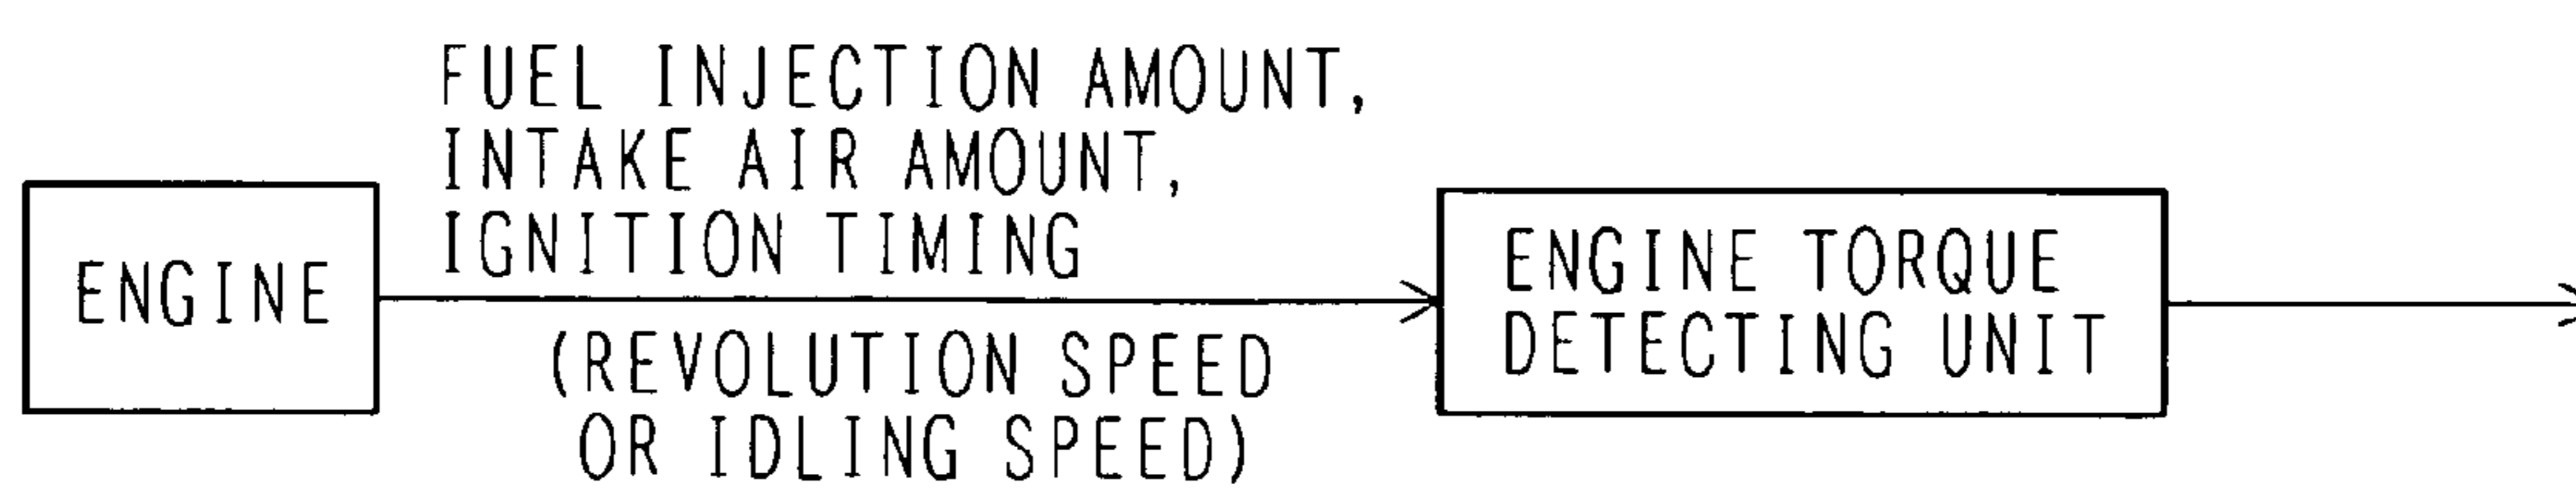 ENGINE
FUEL INJECTION AMOUNT,
INTAKE AIR AMOUNT,
IGNITION TIMING
(REVOLUTION SPEED
OR IDLING SPEED)
ENGINE TORQUE
DETECTING UNIT